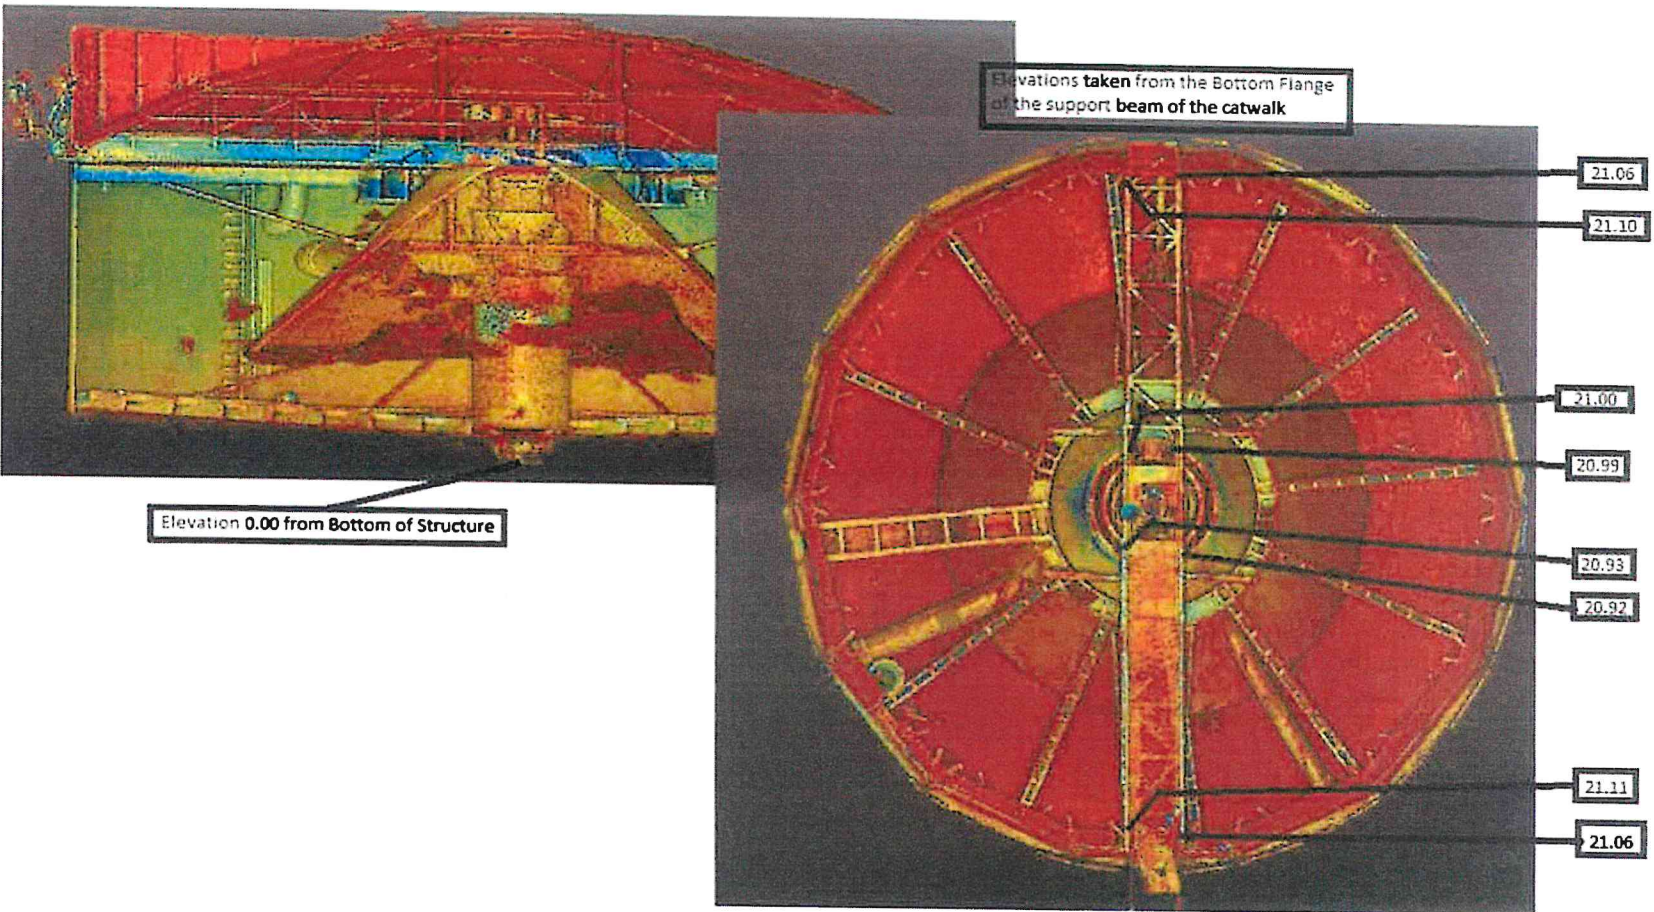 Elevations taken from the Bottom Flange
of the support beam of the catwalk
21.06
21.10
21.00
20.99
Elevation 0.00 from Bottom of Structure
20.93
20.92
21.11
21.06